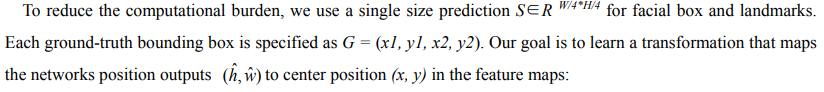 To reduce the computational burden, we use a single size prediction S∈R W/4*H/4 for facial box and landmarks.
Each ground-truth bounding box is specified as G = (x1, y1, x2, y2). Our goal is to learn a transformation that maps
the networks position outputs (ĥ, ŵ) to center position (x, y) in the feature maps: